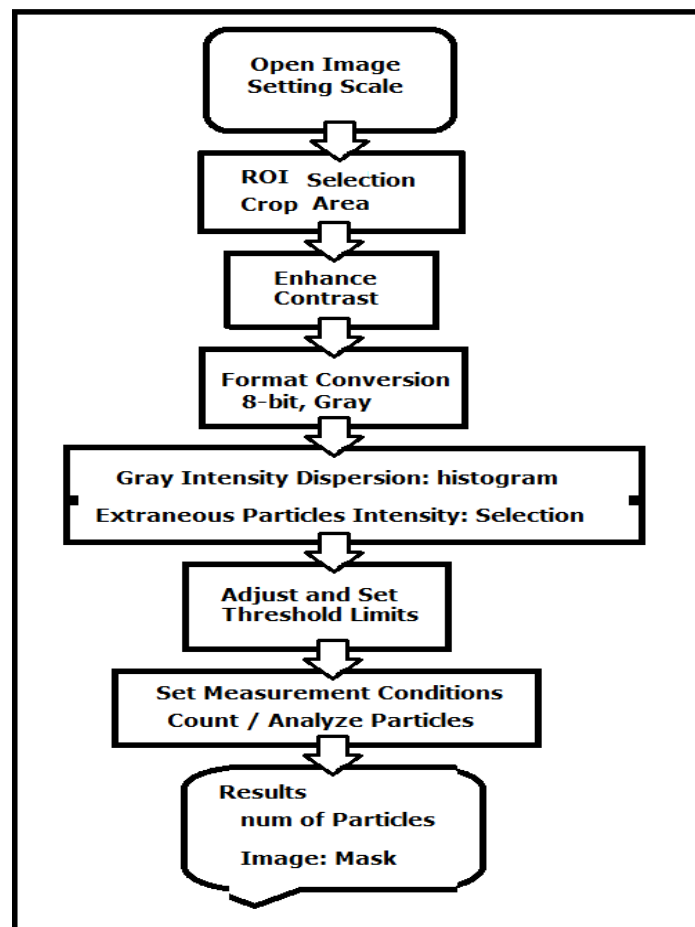 Open Image
Setting Scale
ROI Selection
Crop Area
Enhance
Contrast
Format Conversion
8-bit, Gray
Gray Intensity Dispersion: histogram
Extraneous Particles Intensity: Selection
Adjust and Set
Threshold Limits
Set Measurement Conditions
Count / Analyze Particles
Results
num of Particles
Image: Mask